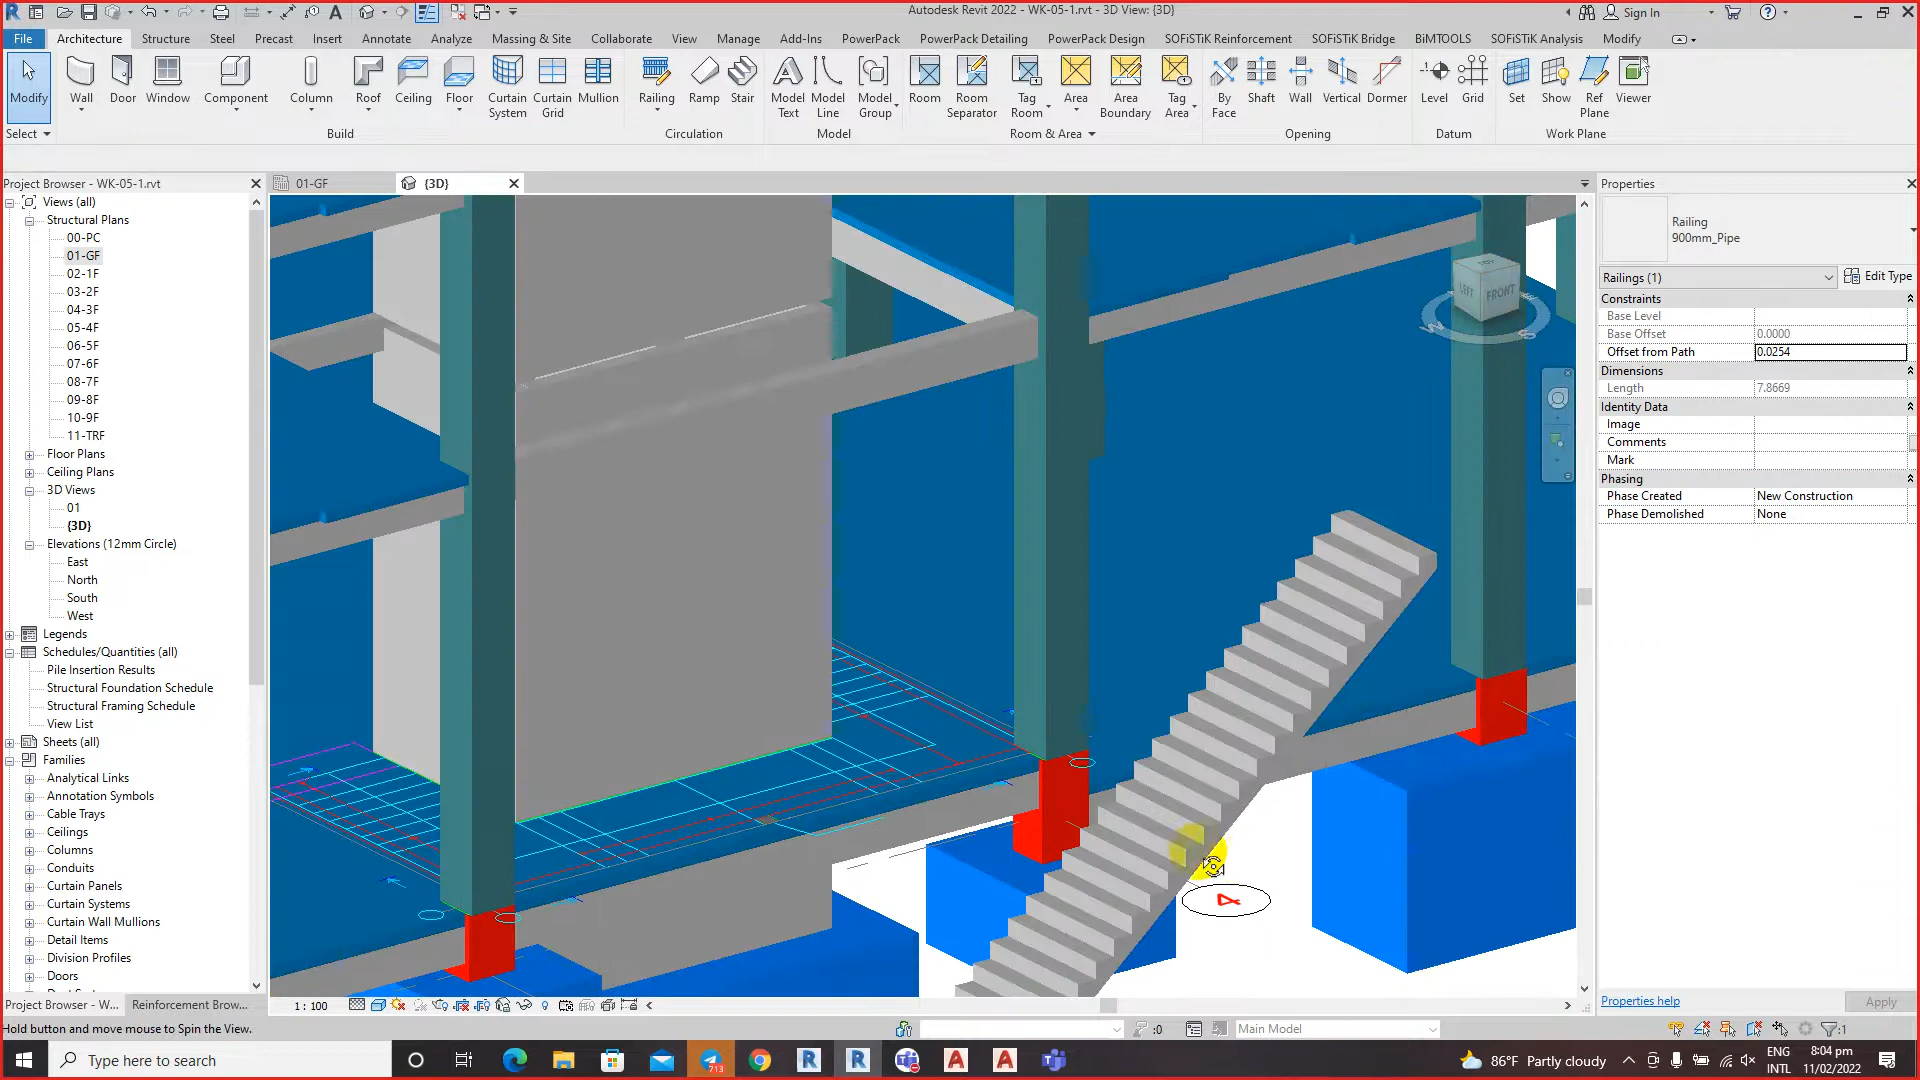 Autodesk Revit 2022 - WK-05-1.rvt - 3D View: {3D}
Sign In
File Architecture Structure Steel Precast Insert Annotate Analyze Massing & Site Collaborate View Manage Add-Ins PowerPack PowerPack Detailing PowerPack Design SOFiSTiK Reinforcement SOFiSTiK Bridge BiMTOOLS SOFiSTiK Analysis Modify
Modify Wall Door Window Component Column Roof Ceiling Floor Curtain System Curtain Grid Mullion Railing Ramp Stair Model Text Model Line Model Group Room Room Separator Tag Room Area Area Boundary Tag Area By Face Shaft Wall Vertical Dormer Level Grid Set Show Ref Plane Viewer
Select Build Circulation Model Room & Area Opening Datum Work Plane
Project Browser - WK-05-1.rvt
01-GF
{3D}
Views (all)
Structural Plans
00-PC
01-GF
02-1F
03-2F
04-3F
05-4F
06-5F
07-6F
08-7F
09-8F
10-9F
11-TRF
Floor Plans
Ceiling Plans
3D Views
01
{3D}
Elevations (12mm Circle)
East
North
South
West
Legends
Schedules/Quantities (all)
Pile Insertion Results
Structural Foundation Schedule
Structural Framing Schedule
View List
Sheets (all)
Families
Analytical Links
Annotation Symbols
Cable Trays
Ceilings
Columns
Conduits
Curtain Panels
Curtain Systems
Curtain Wall Mullions
Detail Items
Division Profiles
Doors
Project Browser - W...
Reinforcement Brow...
TOP
LEFT
FRONT
W
S
4
Properties
Railing
900mm_Pipe
Railings (1)
Edit Type
Constraints
Base Level
Base Offset 0.0000
Offset from Path 0.0254
Dimensions
Length 7.8669
Identity Data
Image
Comments
Mark
Phasing
Phase Created New Construction
Phase Demolished None
Properties help
Apply
1 : 100
Hold button and move mouse to Spin the View.
:0
Main Model
:1
Type here to search
713
86°F Partly cloudy
ENG
INTL
8:04 pm
11/02/2022